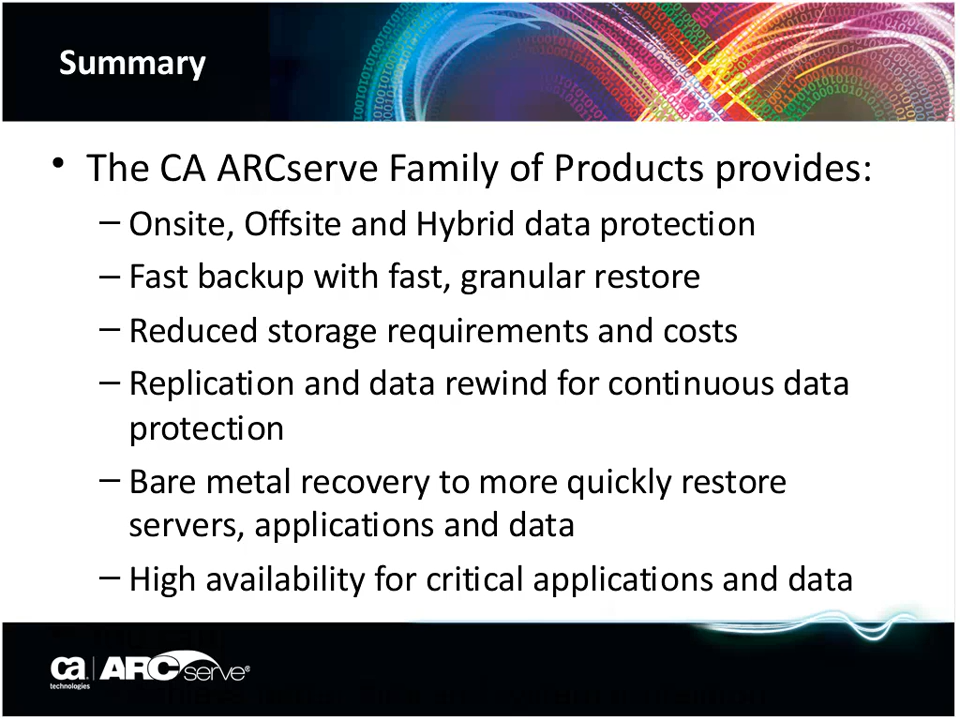 Summary
• The CA ARCserve Family of Products provides:
– Onsite, Offsite and Hybrid data protection
– Fast backup with fast, granular restore
– Reduced storage requirements and costs
– Replication and data rewind for continuous data
protection
– Bare metal recovery to more quickly restore
servers, applications and data
– High availability for critical applications and data
ca ARCserve®
technologies